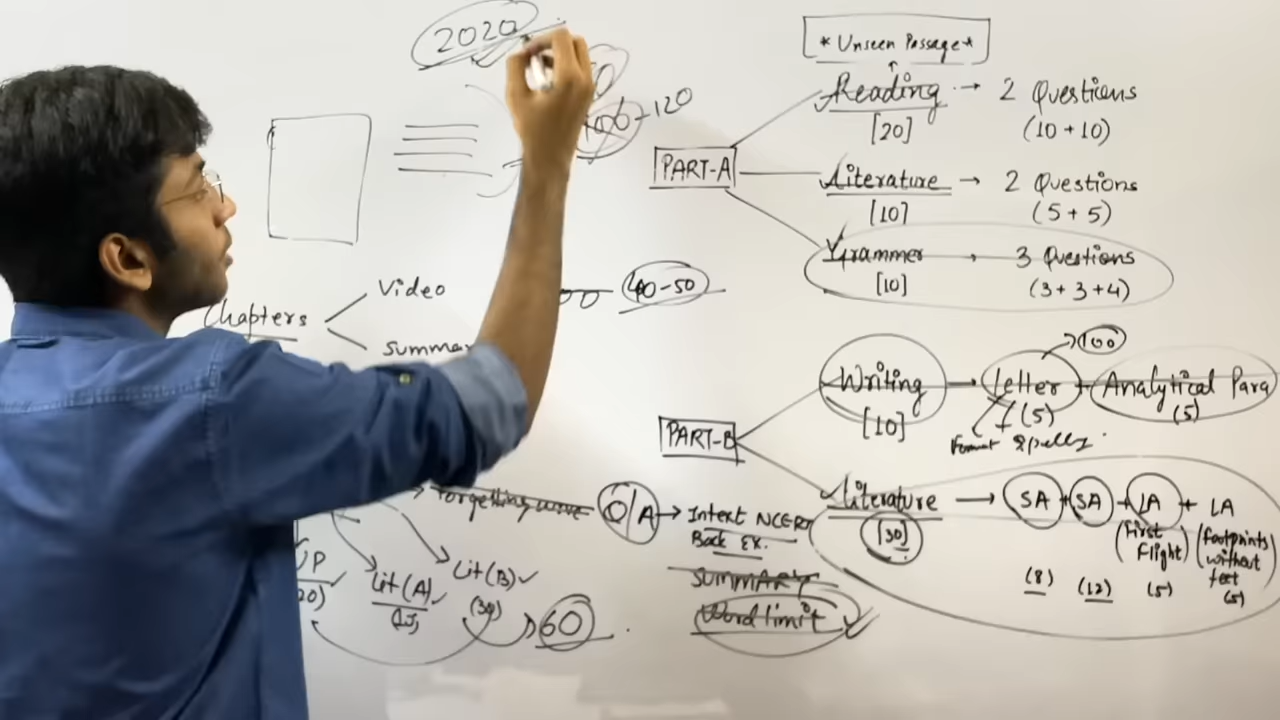 2020
100-120
Chapters
Video
40-50
Lit(A)
Lit(B)
(30)
60
* Unseen Passage *
PART-A
Reading → 2 Questions
[20] (10 + 10)
Literature → 2 Questions
[10] (5 + 5)
Grammer → 3 Questions
[10] (3+3+4)
PART-B
Writing → Letter + Analytical Para
100
[10] (5) (5)
Format Spelling
Literature → SA + SA + LA + LA
[30]
(First Flight)
(footprints without feet
(8) (12) (5) (5)
Forgetting curve
Q/A → Intext NCERT
Back Ex.
SUMMARY
Word limit